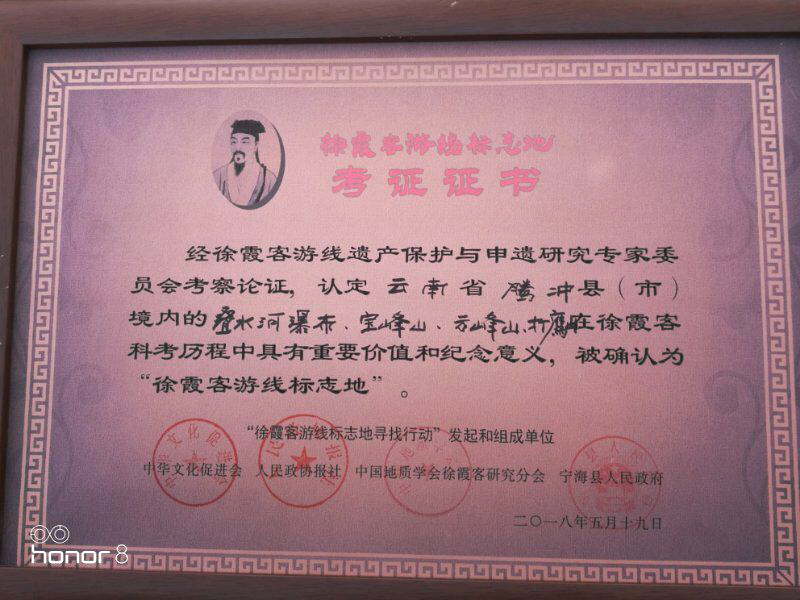 徐霞客游线标志地
考证证书
经徐霞客游线遗产保护与申遗研究专家委
员会考察论证，认定云南省腾冲县（市）
境内的叠水河瀑布、宝峰山、云峰山、打鹰在徐霞客
科考历程中具有重要价值和纪念意义，被确认为
“徐霞客游线标志地”。
“徐霞客游线标志地寻找行动”发起和组成单位
中华文化促进会 人民政协报社 中国地质学会徐霞客研究分会 宁海县人民政府
二〇一八年五月十九日
honor 8